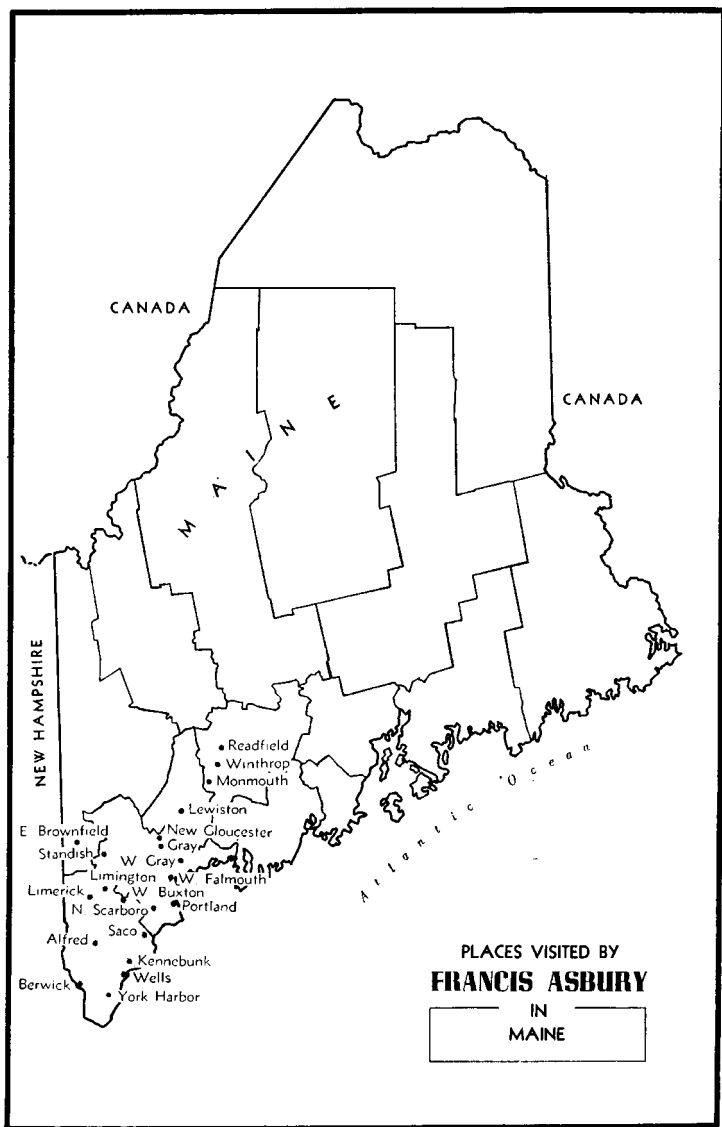 CANADA
CANADA
MAINE
NEW HAMPSHIRE
Readfield
Winthrop
Monmouth
Lewiston
E Brownfield
New Gloucester
Gray
Standish
W Gray
Limington
W. Falmouth
Limerick
W Buxton
N. Scarboro
Portland
Saco
Alfred
Kennebunk
Wells
Berwick
York Harbor
Atlantic Ocean
PLACES VISITED BY
FRANCIS ASBURY
IN
MAINE